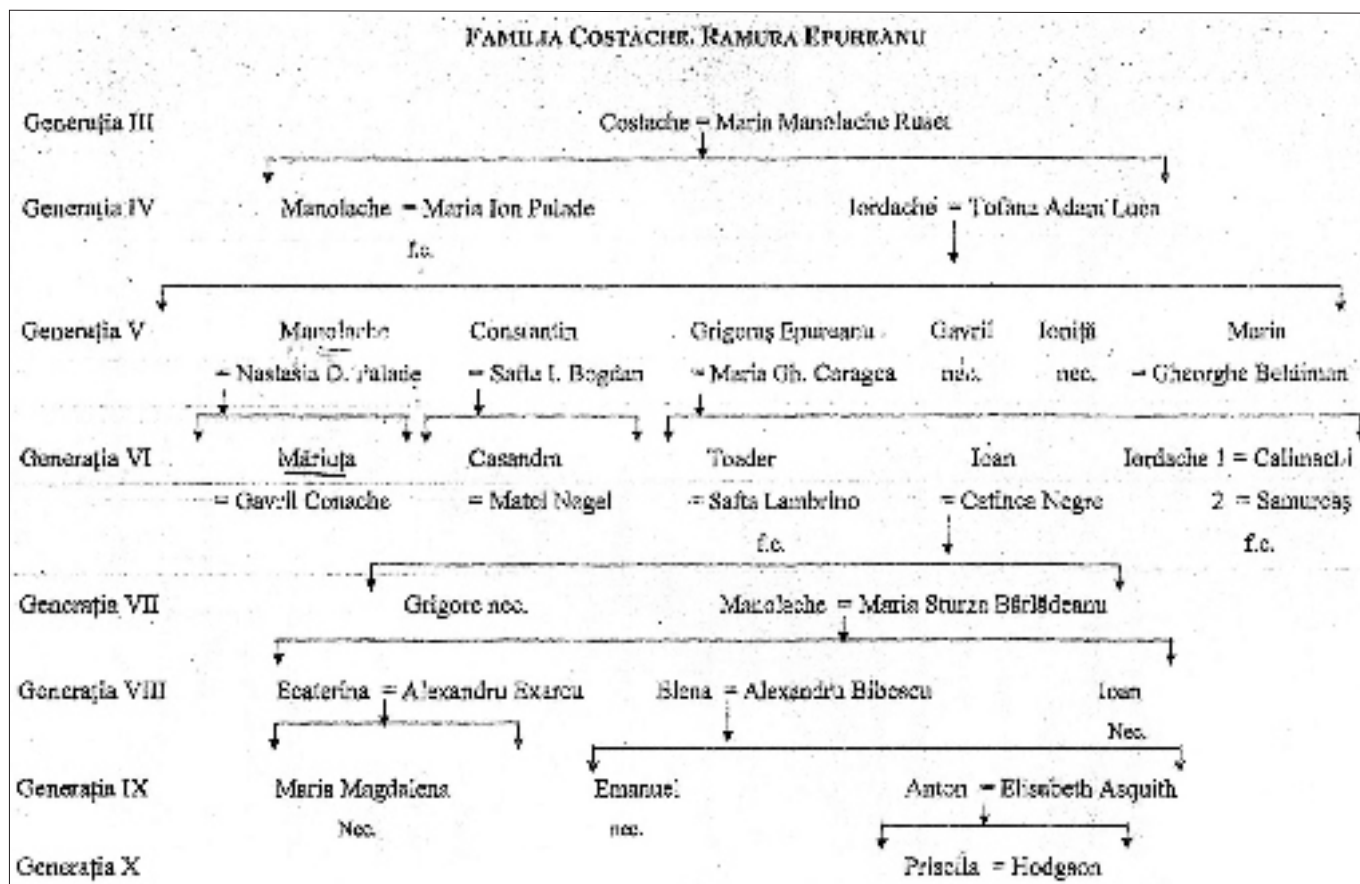 FAMILIA COSTACHE. RAMURA EPUREANU
Generația III Costache = Maria Manolache Ruset
Generația IV Manolache = Maria Ion Palade Iordache = Tofana Adam Luca
f.c.
Generația V Manolache Constantin Grigoraș Epureanu Gavril Ioniță Maria
= Nastasia D. Palade = Safta I. Bogdan = Maria Gh. Caragea nec. nec. = Gheorghe Beldiman
Generația VI Măriuța Casandra Toader Ioan Iordache 1 = Calimachi
= Gavril Conache = Matei Negel = Safta Lambrino = Catinca Negre 2 = Samurcaș
f.c. f.c.
Generația VII Grigore nec. Manolache = Maria Sturza Bârlădeanu
Generația VIII Ecaterina = Alexandru Exarcu Elena = Alexandru Bibescu Ioan
Nec.
Generația IX Maria Magdalena Emanuel Anton = Elisabeth Asquith
Nec. nec.
Generația X Priscila = Hodgson